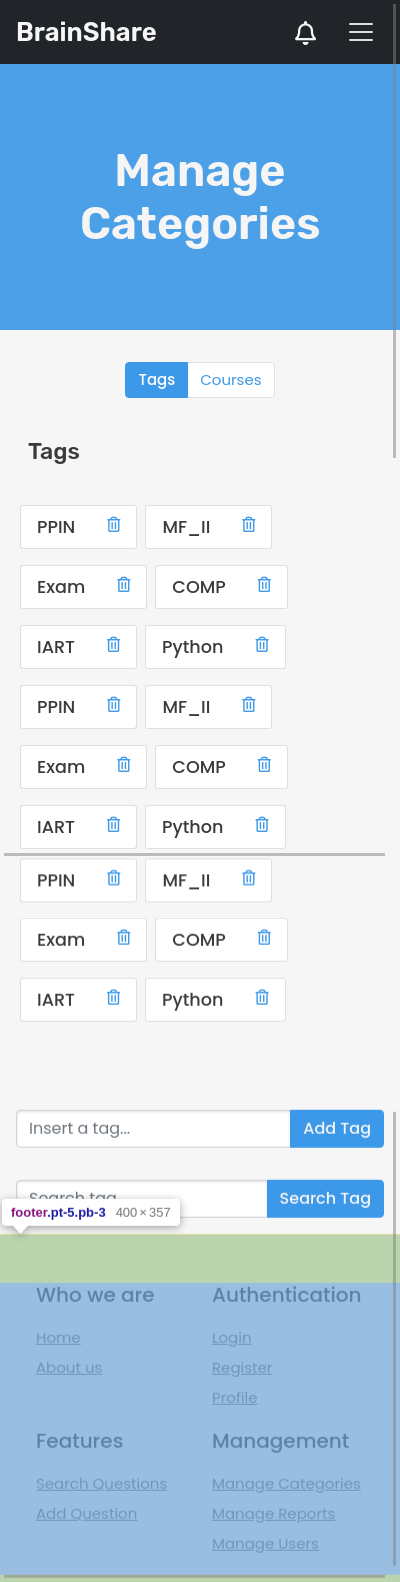 BrainShare
Manage
Categories
Tags Courses
Tags
PPIN MF_II
Exam COMP
IART Python
PPIN MF_II
Exam COMP
IART Python
PPIN MF_II
Exam COMP
IART Python
Insert a tag... Add Tag
Search tag Search Tag
footer.pt-5.pb-3 400 × 357
Who we are Authentication
Home Login
About us Register
Profile
Features Management
Search Questions Manage Categories
Add Question Manage Reports
Manage Users